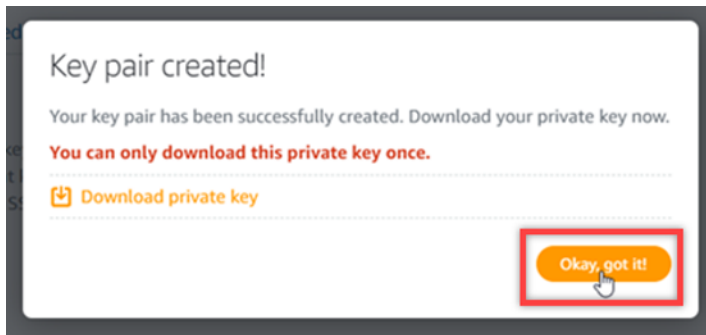 Key pair created!
Your key pair has been successfully created. Download your private key now.
You can only download this private key once.
Download private key
Okay, got it!